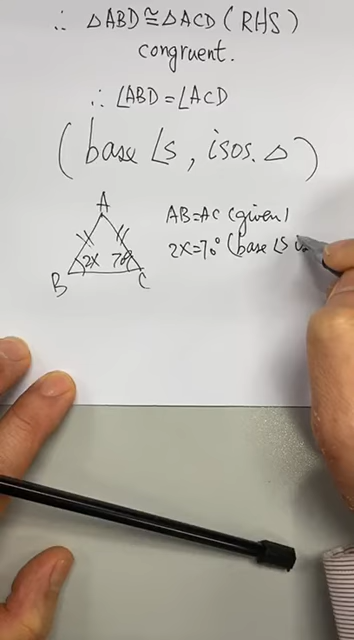 ∴ △ABD≅△ACD (RHS)
congruent.
∴ ∠ABD=∠ACD
(base ∠s, isos. △)
A
AB=AC (given)
2x 70°
2x=70° (base ∠s
B C